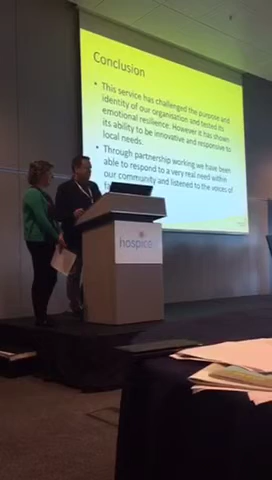 Conclusion
• This service has challenged the purpose and
identity of our organisation and tested its
emotional resilience. However it has shown
its ability to be innovative and responsive to
local needs.
• Through partnership working we have been
able to respond to a very real need within
our community and listened to the voices of
hospice